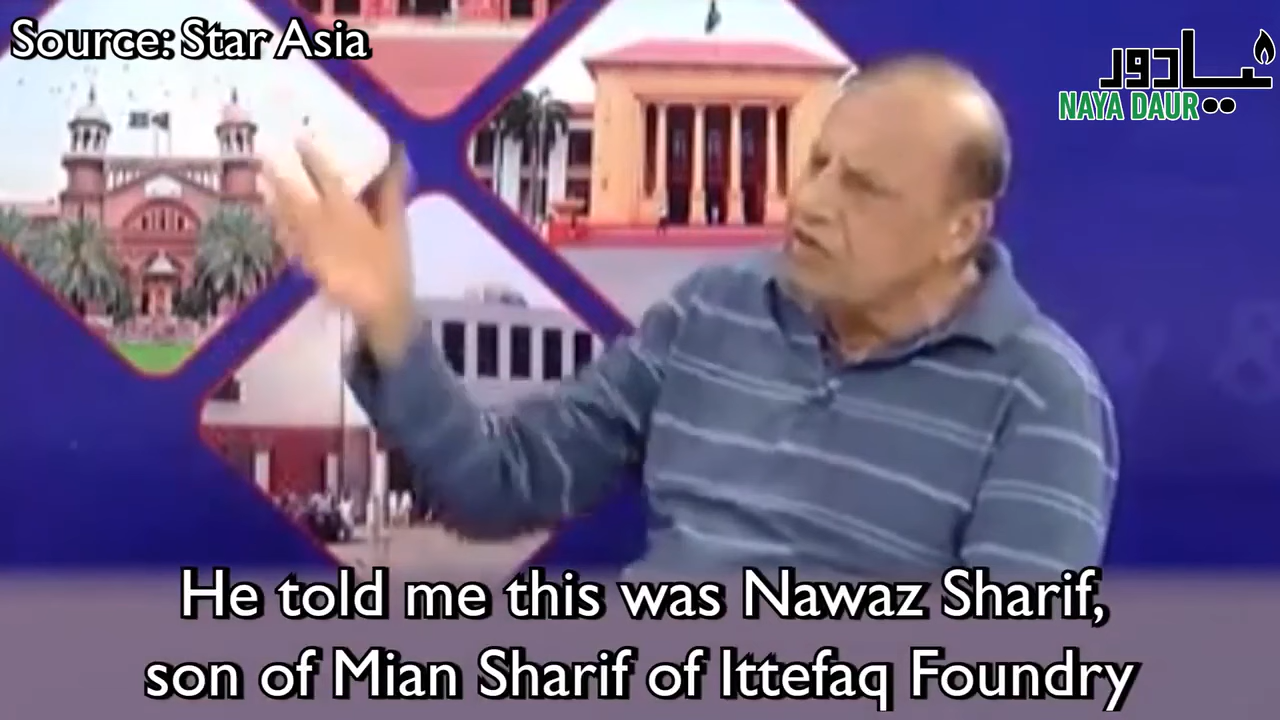 Source: Star Asia
نیا دور
NAYA DAUR
He told me this was Nawaz Sharif,
son of Mian Sharif of Ittefaq Foundry